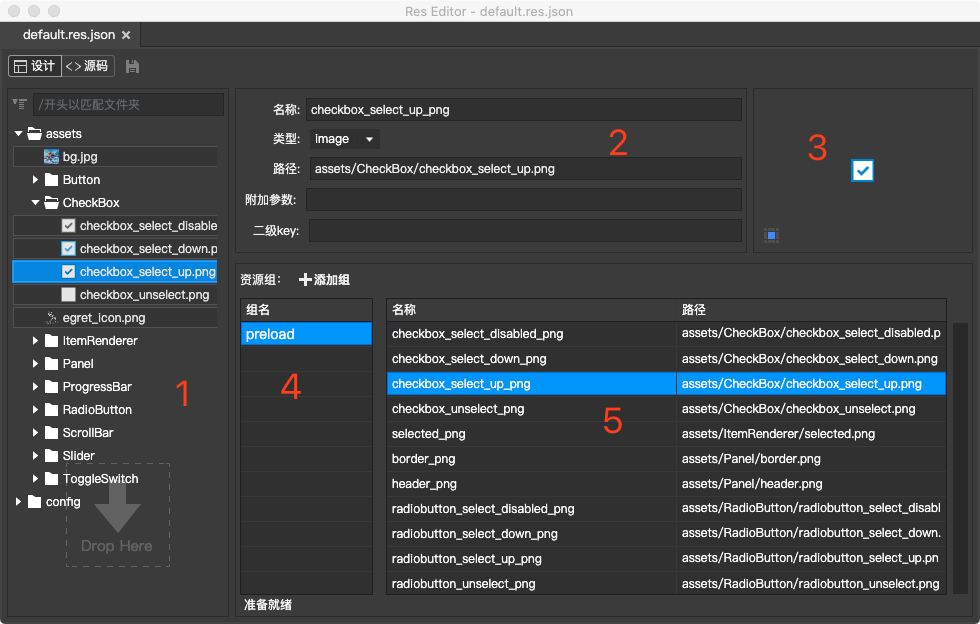 Res Editor - default.res.json
default.res.json ×
设计 <> 源码
/开头以匹配文件夹
assets
bg.jpg
Button
CheckBox
checkbox_select_disable
checkbox_select_down.p
checkbox_select_up.png
checkbox_unselect.png
egret_icon.png
ItemRenderer
Panel
ProgressBar
RadioButton
ScrollBar
Slider
ToggleSwitch
config
Drop Here
1
名称: checkbox_select_up_png
类型: image
路径: assets/CheckBox/checkbox_select_up.png
附加参数:
二级key:
2
3
资源组: 添加组
组名
preload
4
名称 路径
checkbox_select_disabled_png assets/CheckBox/checkbox_select_disabled.p
checkbox_select_down_png assets/CheckBox/checkbox_select_down.png
checkbox_select_up_png assets/CheckBox/checkbox_select_up.png
checkbox_unselect_png assets/CheckBox/checkbox_unselect.png
selected_png assets/ItemRenderer/selected.png
border_png assets/Panel/border.png
header_png assets/Panel/header.png
radiobutton_select_disabled_png assets/RadioButton/radiobutton_select_disabl
radiobutton_select_down_png assets/RadioButton/radiobutton_select_down.
radiobutton_select_up_png assets/RadioButton/radiobutton_select_up.pn
radiobutton_unselect_png assets/RadioButton/radiobutton_unselect.png
5
准备就绪